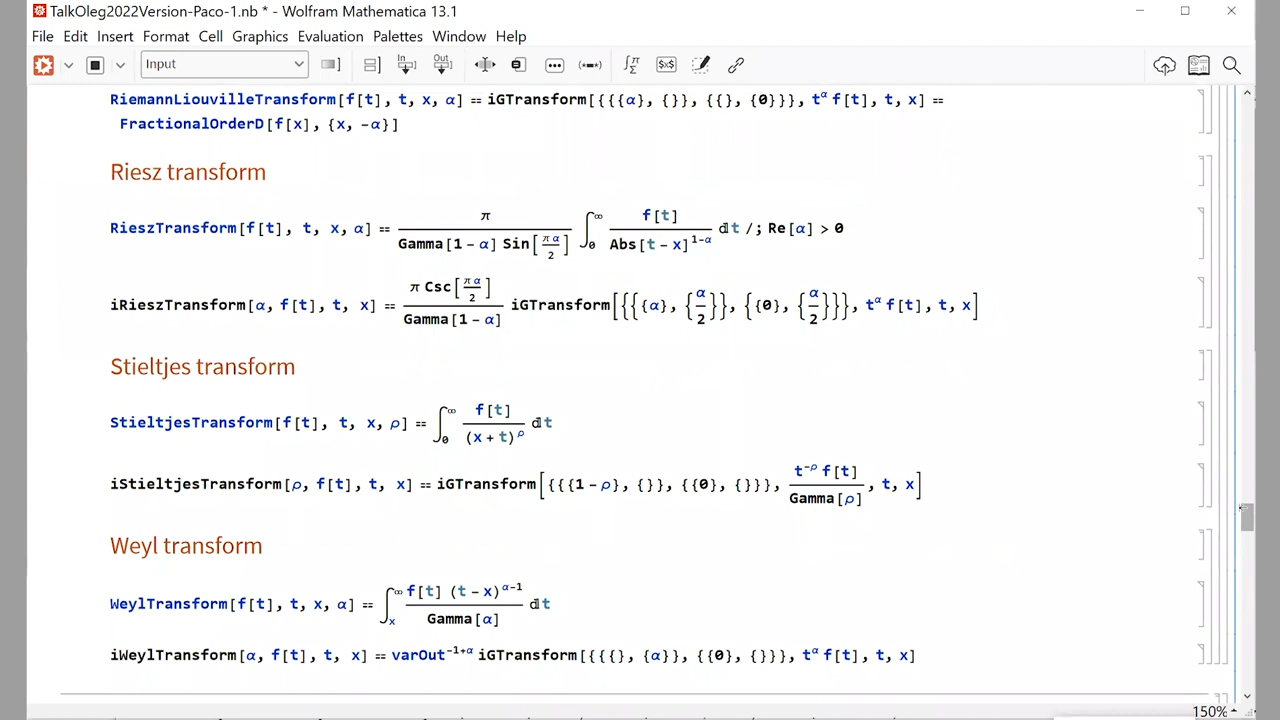 TalkOleg2022Version-Paco-1.nb * - Wolfram Mathematica 13.1
File Edit Insert Format Cell Graphics Evaluation Palettes Window Help
Input In Out
RiemannLiouvilleTransform[f[t], t, x, α] == iGTransform[{{{α}, {}}, {{}, {0}}}, t^α f[t], t, x] ==
FractionalOrderD[f[x], {x, -α}]
Riesz transform
RieszTransform[f[t], t, x, α] == π / (Gamma[1 - α] Sin[πα/2]) ∫_0^∞ f[t] / Abs[t - x]^(1-α) ⅆt /; Re[α] > 0
iRieszTransform[α, f[t], t, x] == π Csc[πα/2] / Gamma[1 - α] iGTransform[{{{α}, {α/2}}, {{0}, {α/2}}}, t^α f[t], t, x]
Stieltjes transform
StieltjesTransform[f[t], t, x, ρ] == ∫_0^∞ f[t] / (x + t)^ρ ⅆt
iStieltjesTransform[ρ, f[t], t, x] == iGTransform[{{{1 - ρ}, {}}, {{0}, {}}}, t^-ρ f[t] / Gamma[ρ], t, x]
Weyl transform
WeylTransform[f[t], t, x, α] == ∫_x^∞ f[t] (t - x)^(α-1) / Gamma[α] ⅆt
iWeylTransform[α, f[t], t, x] == varOut^(-1+α) iGTransform[{{{}, {α}}, {{0}, {}}}, t^α f[t], t, x]
150%